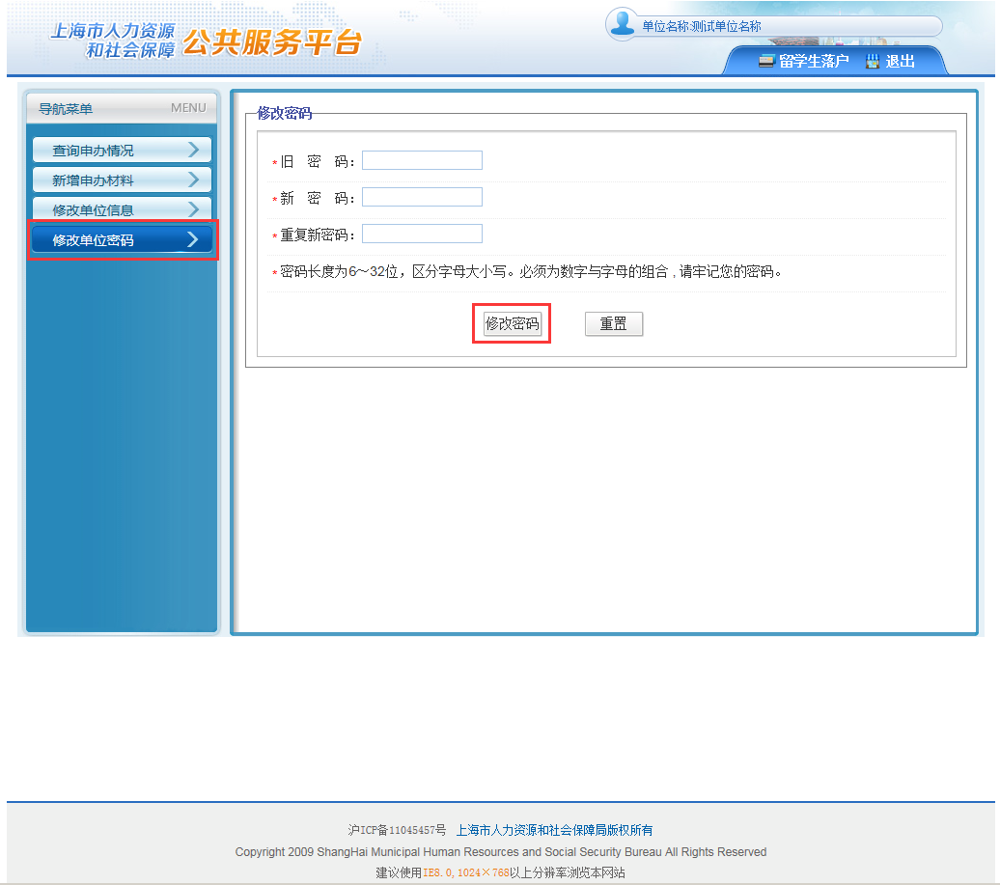 上海市人力资源
和社会保障
公共服务平台
单位名称:测试单位名称
留学生落户 退出
导航菜单 MENU
查询申办情况
新增申办材料
修改单位信息
修改单位密码
修改密码
*旧 密 码：
*新 密 码：
*重复新密码：
*密码长度为6～32位，区分字母大小写。必须为数字与字母的组合，请牢记您的密码。
修改密码 重置
沪ICP备11045457号 上海市人力资源和社会保障局版权所有
Copyright 2009 ShangHai Municipal Human Resources and Social Security Bureau All Rights Reserved
建议使用IE8.0,1024×768以上分辨率浏览本网站